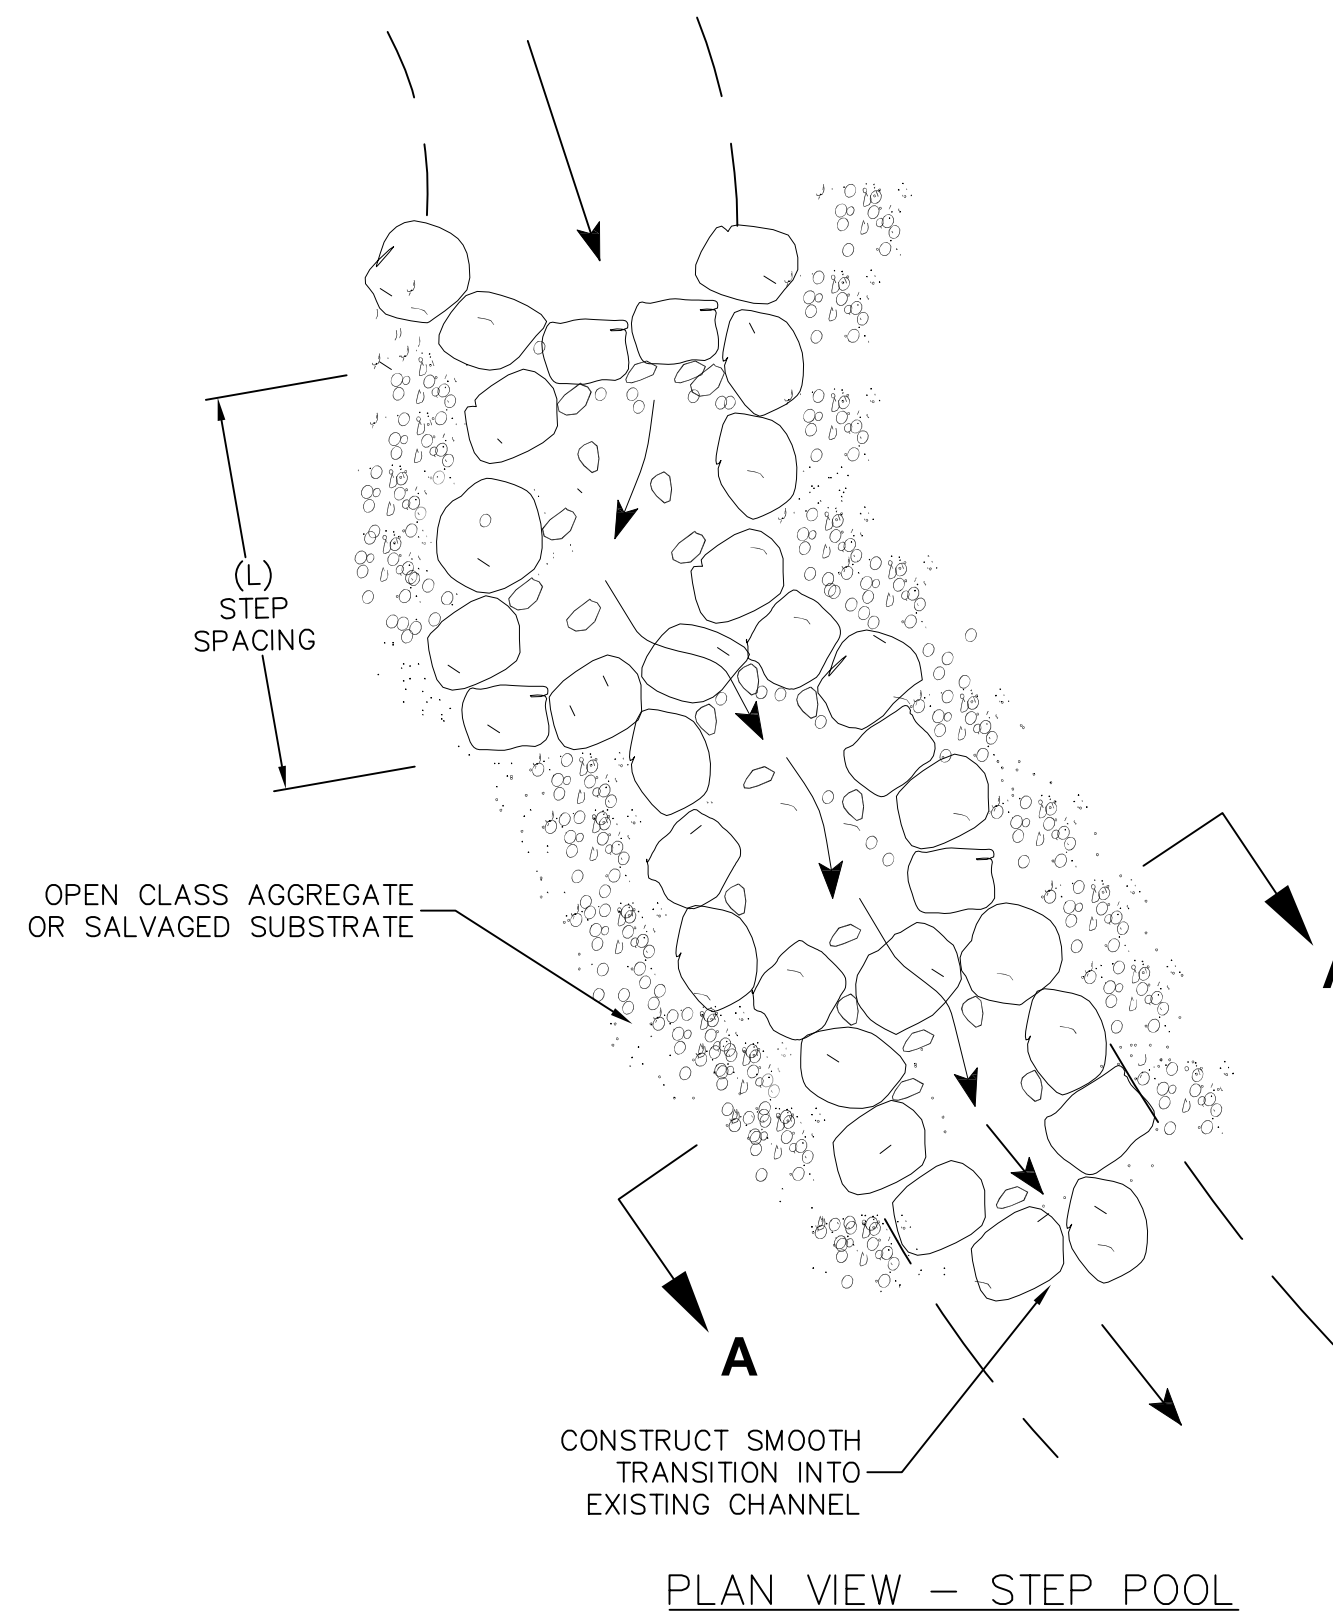 (L)
STEP
SPACING
OPEN CLASS AGGREGATE
OR SALVAGED SUBSTRATE
A
CONSTRUCT SMOOTH
TRANSITION INTO
EXISTING CHANNEL
PLAN VIEW – STEP POOL